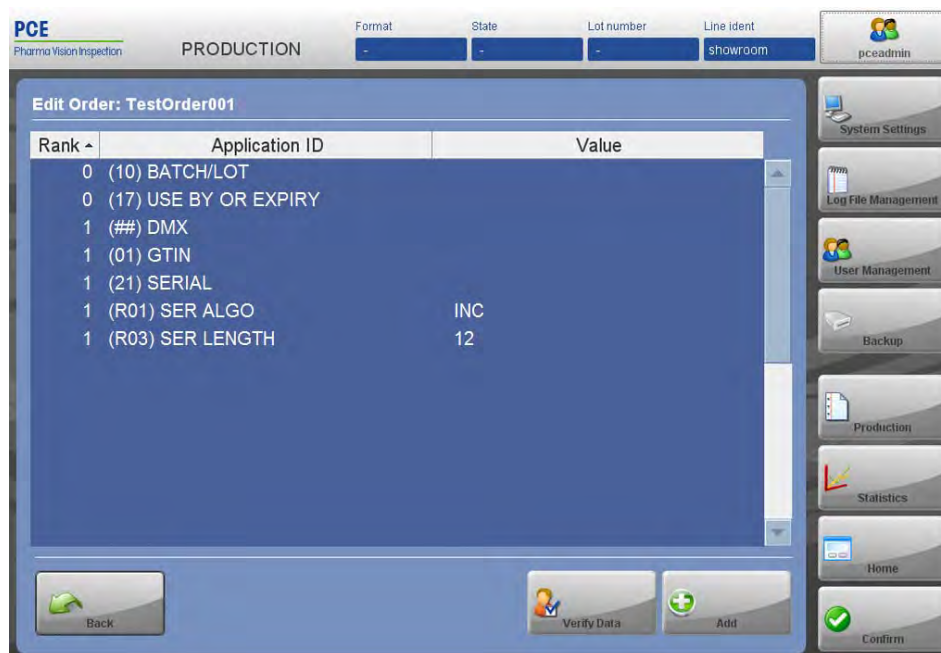 PCE
Pharma Vision Inspection
PRODUCTION
Format
-
State
-
Lot number
-
Line ident
showroom
pceadmin
Edit Order: TestOrder001
Rank Application ID Value
0 (10) BATCH/LOT
0 (17) USE BY OR EXPIRY
1 (##) DMX
1 (01) GTIN
1 (21) SERIAL
1 (R01) SER ALGO INC
1 (R03) SER LENGTH 12
Back
Verify Data
Add
System Settings
Log File Management
User Management
Backup
Production
Statistics
Home
Confirm